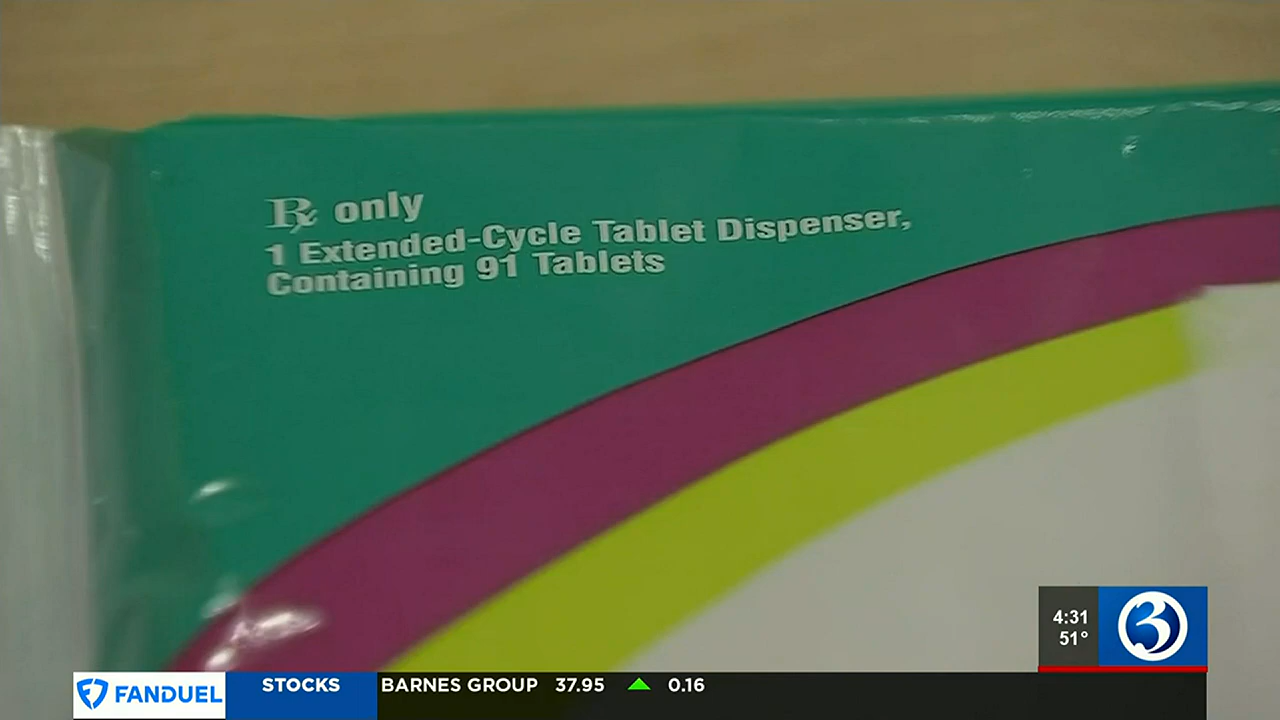 ℞ only
1 Extended-Cycle Tablet Dispenser,
Containing 91 Tablets
4:31
51°
3
FANDUEL
STOCKS
BARNES GROUP 37.95 ▲ 0.16